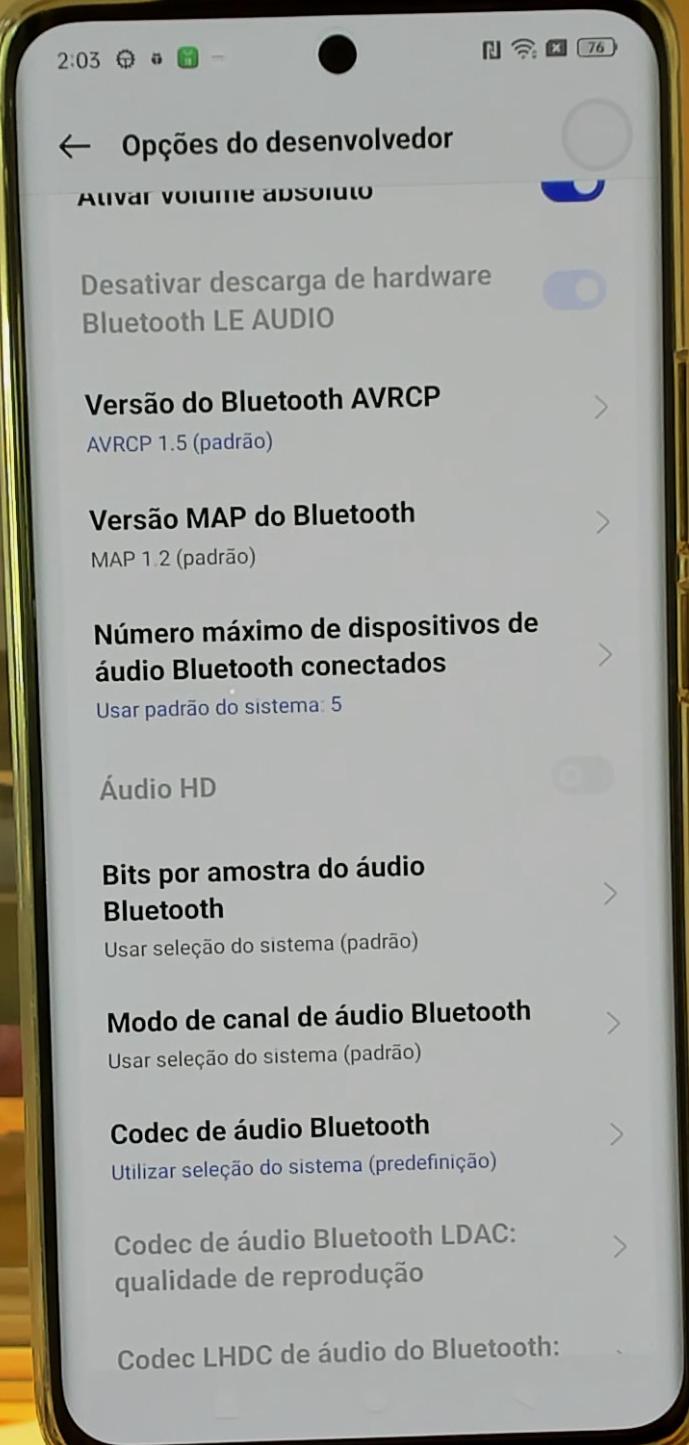 2:03
76
Opções do desenvolvedor
Ativar volume absoluto
Desativar descarga de hardware
Bluetooth LE AUDIO
Versão do Bluetooth AVRCP
AVRCP 1.5 (padrão)
Versão MAP do Bluetooth
MAP 1.2 (padrão)
Número máximo de dispositivos de
áudio Bluetooth conectados
Usar padrão do sistema: 5
Áudio HD
Bits por amostra do áudio
Bluetooth
Usar seleção do sistema (padrão)
Modo de canal de áudio Bluetooth
Usar seleção do sistema (padrão)
Codec de áudio Bluetooth
Utilizar seleção do sistema (predefinição)
Codec de áudio Bluetooth LDAC:
qualidade de reprodução
Codec LHDC de áudio do Bluetooth: